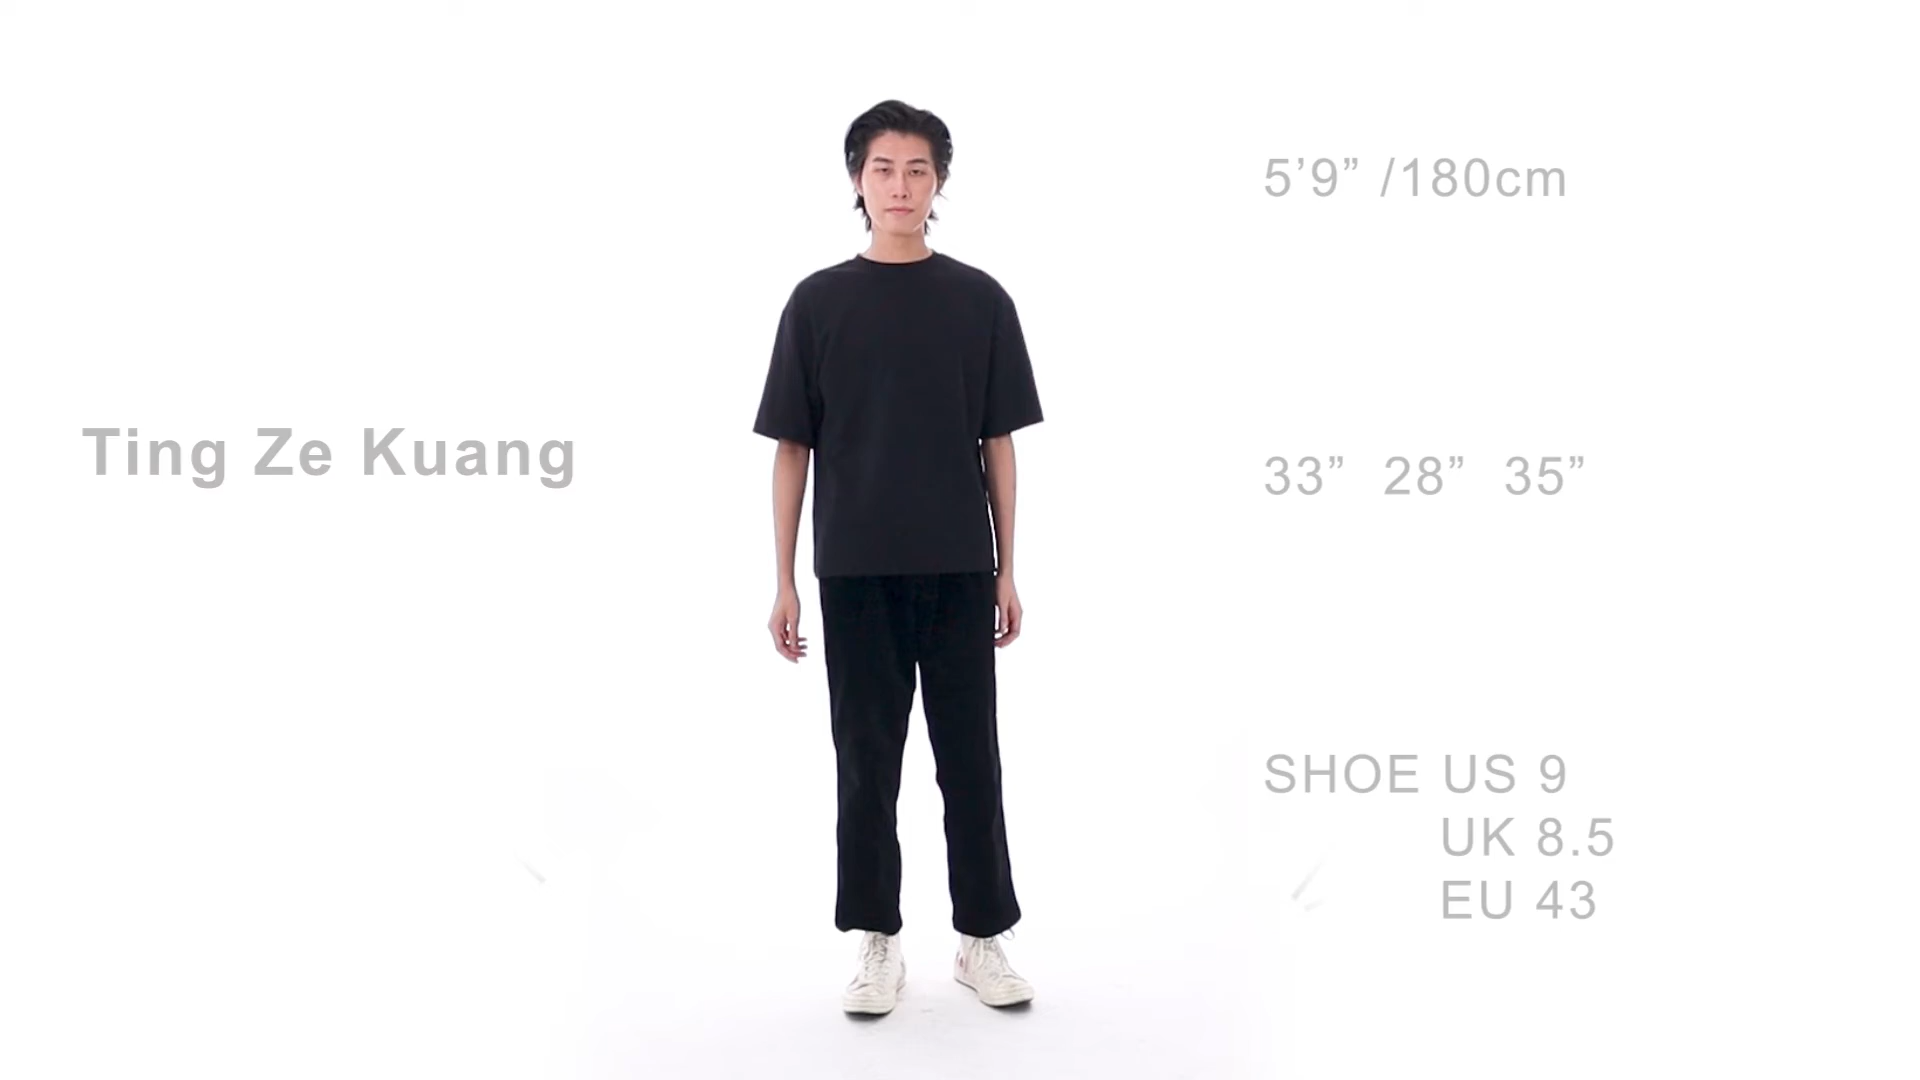 Ting Ze Kuang
5’9” /180cm
33” 28” 35”
SHOE US 9
UK 8.5
EU 43